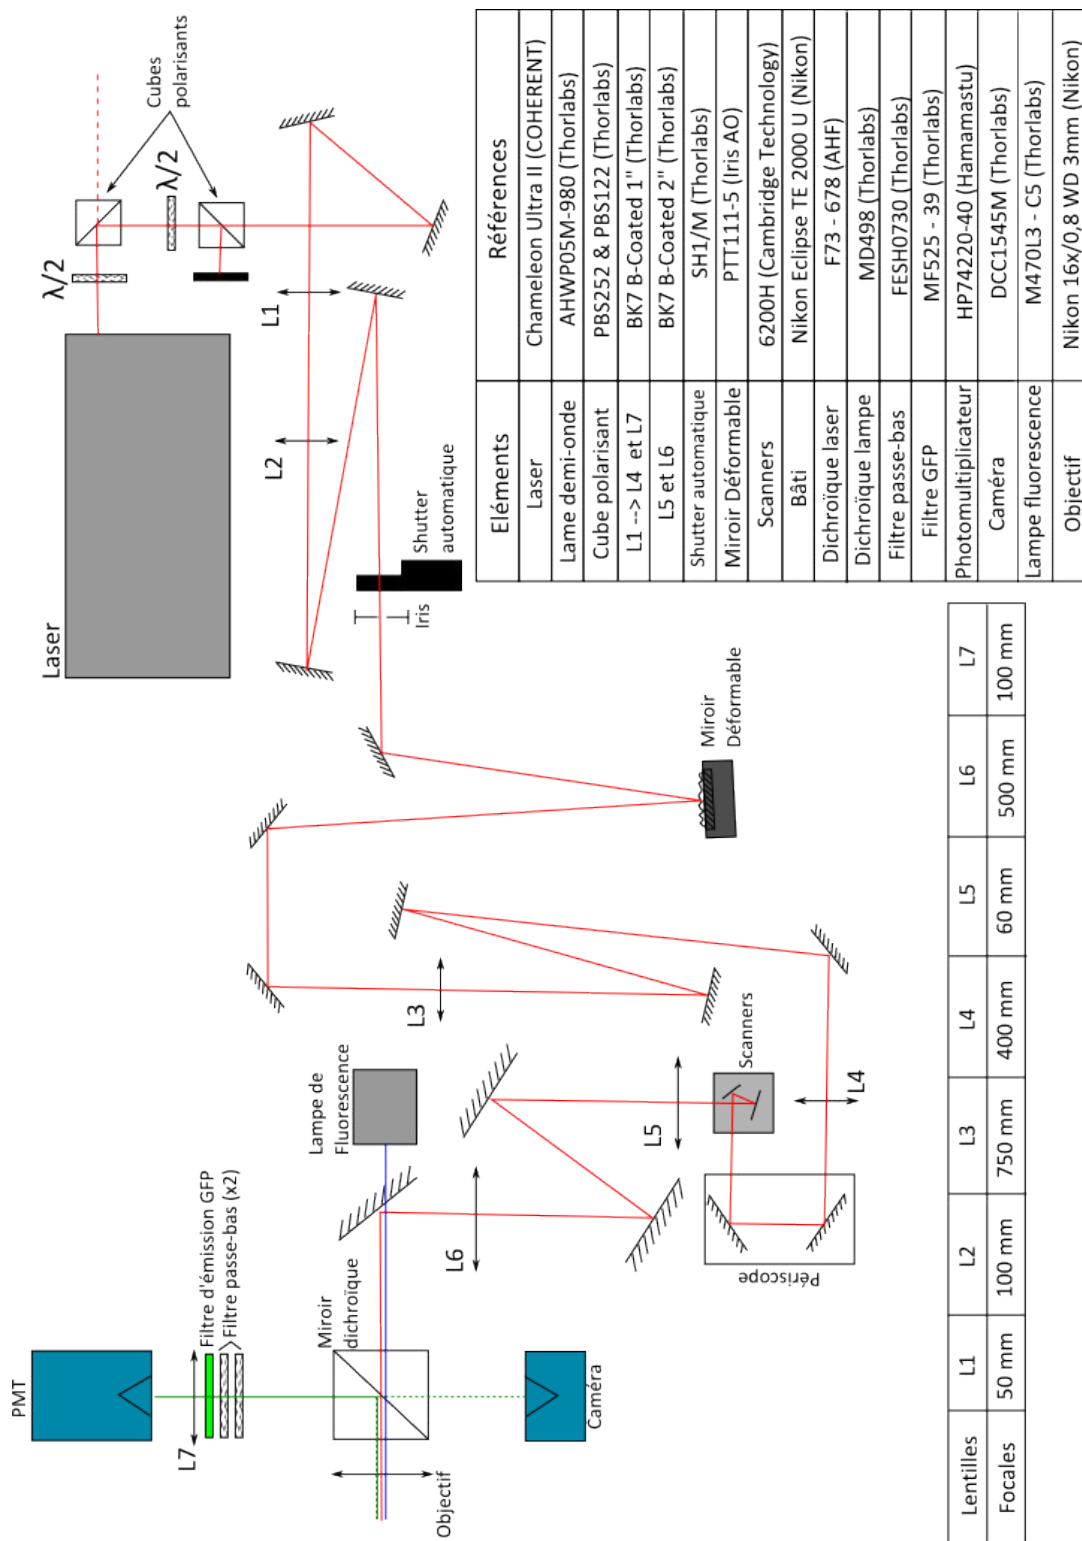 Laser
λ/2
λ/2
Cubes
polarisants
L1
L2
Iris
Shutter
automatique
Miroir
Déformable
L3
L4
Scanners
L5
Périscope
L6
Lampe de
Fluorescence
Miroir
dichroïque
Objectif
Caméra
Filtre d'émission GFP
Filtre passe-bas (x2)
L7
PMT
Lentilles L1 L2 L3 L4 L5 L6 L7
Focales 50 mm 100 mm 750 mm 400 mm 60 mm 500 mm 100 mm
Eléments Références
Laser Chameleon Ultra II (COHERENT)
Lame demi-onde AHWP05M-980 (Thorlabs)
Cube polarisant PBS252 & PBS122 (Thorlabs)
L1 --> L4 et L7 BK7 B-Coated 1" (Thorlabs)
L5 et L6 BK7 B-Coated 2" (Thorlabs)
Shutter automatique SH1/M (Thorlabs)
Miroir Déformable PTT111-5 (Iris AO)
Scanners 6200H (Cambridge Technology)
Bâti Nikon Eclipse TE 2000 U (Nikon)
Dichroïque laser F73 - 678 (AHF)
Dichroïque lampe MD498 (Thorlabs)
Filtre passe-bas FESH0730 (Thorlabs)
Filtre GFP MF525 - 39 (Thorlabs)
Photomultiplicateur HP74220-40 (Hamamastu)
Caméra DCC1545M (Thorlabs)
Lampe fluorescence M470L3 - C5 (Thorlabs)
Objectif Nikon 16x/0,8 WD 3mm (Nikon)